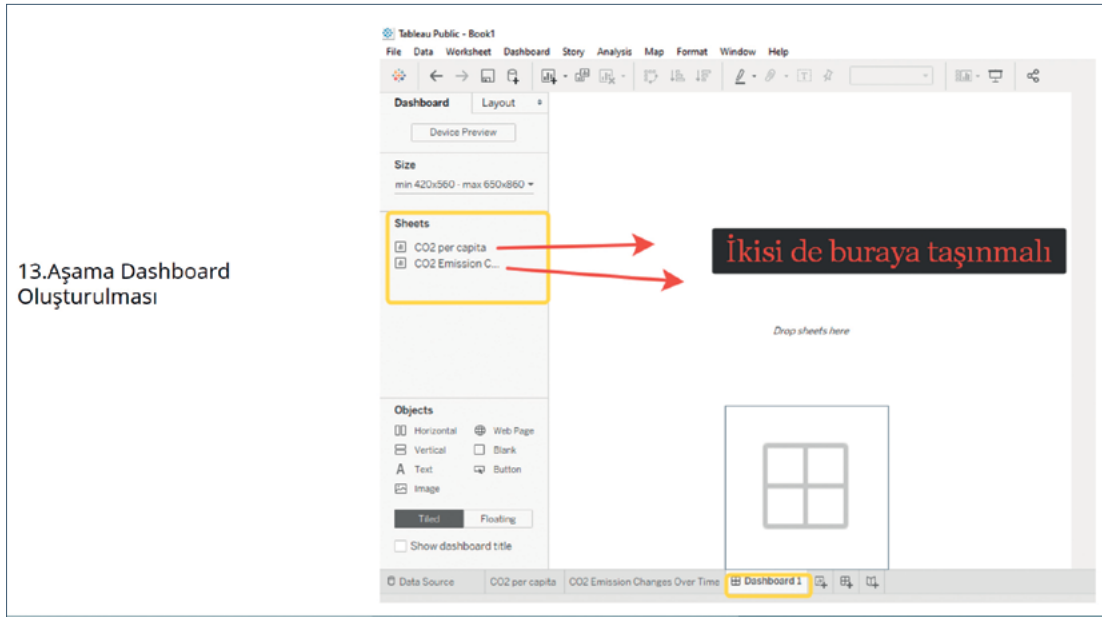 Tableau Public - Book1
File Data Worksheet Dashboard Story Analysis Map Format Window Help
Dashboard Layout
Device Preview
Size
min 420x560 - max 650x860
Sheets
CO2 per capita
CO2 Emission C...
İkisi de buraya taşınmalı
13.Aşama Dashboard
Oluşturulması
Drop sheets here
Objects
Horizontal Web Page
Vertical Blank
A Text Button
Image
Tiled Floating
Show dashboard title
Data Source CO2 per capita CO2 Emission Changes Over Time Dashboard 1